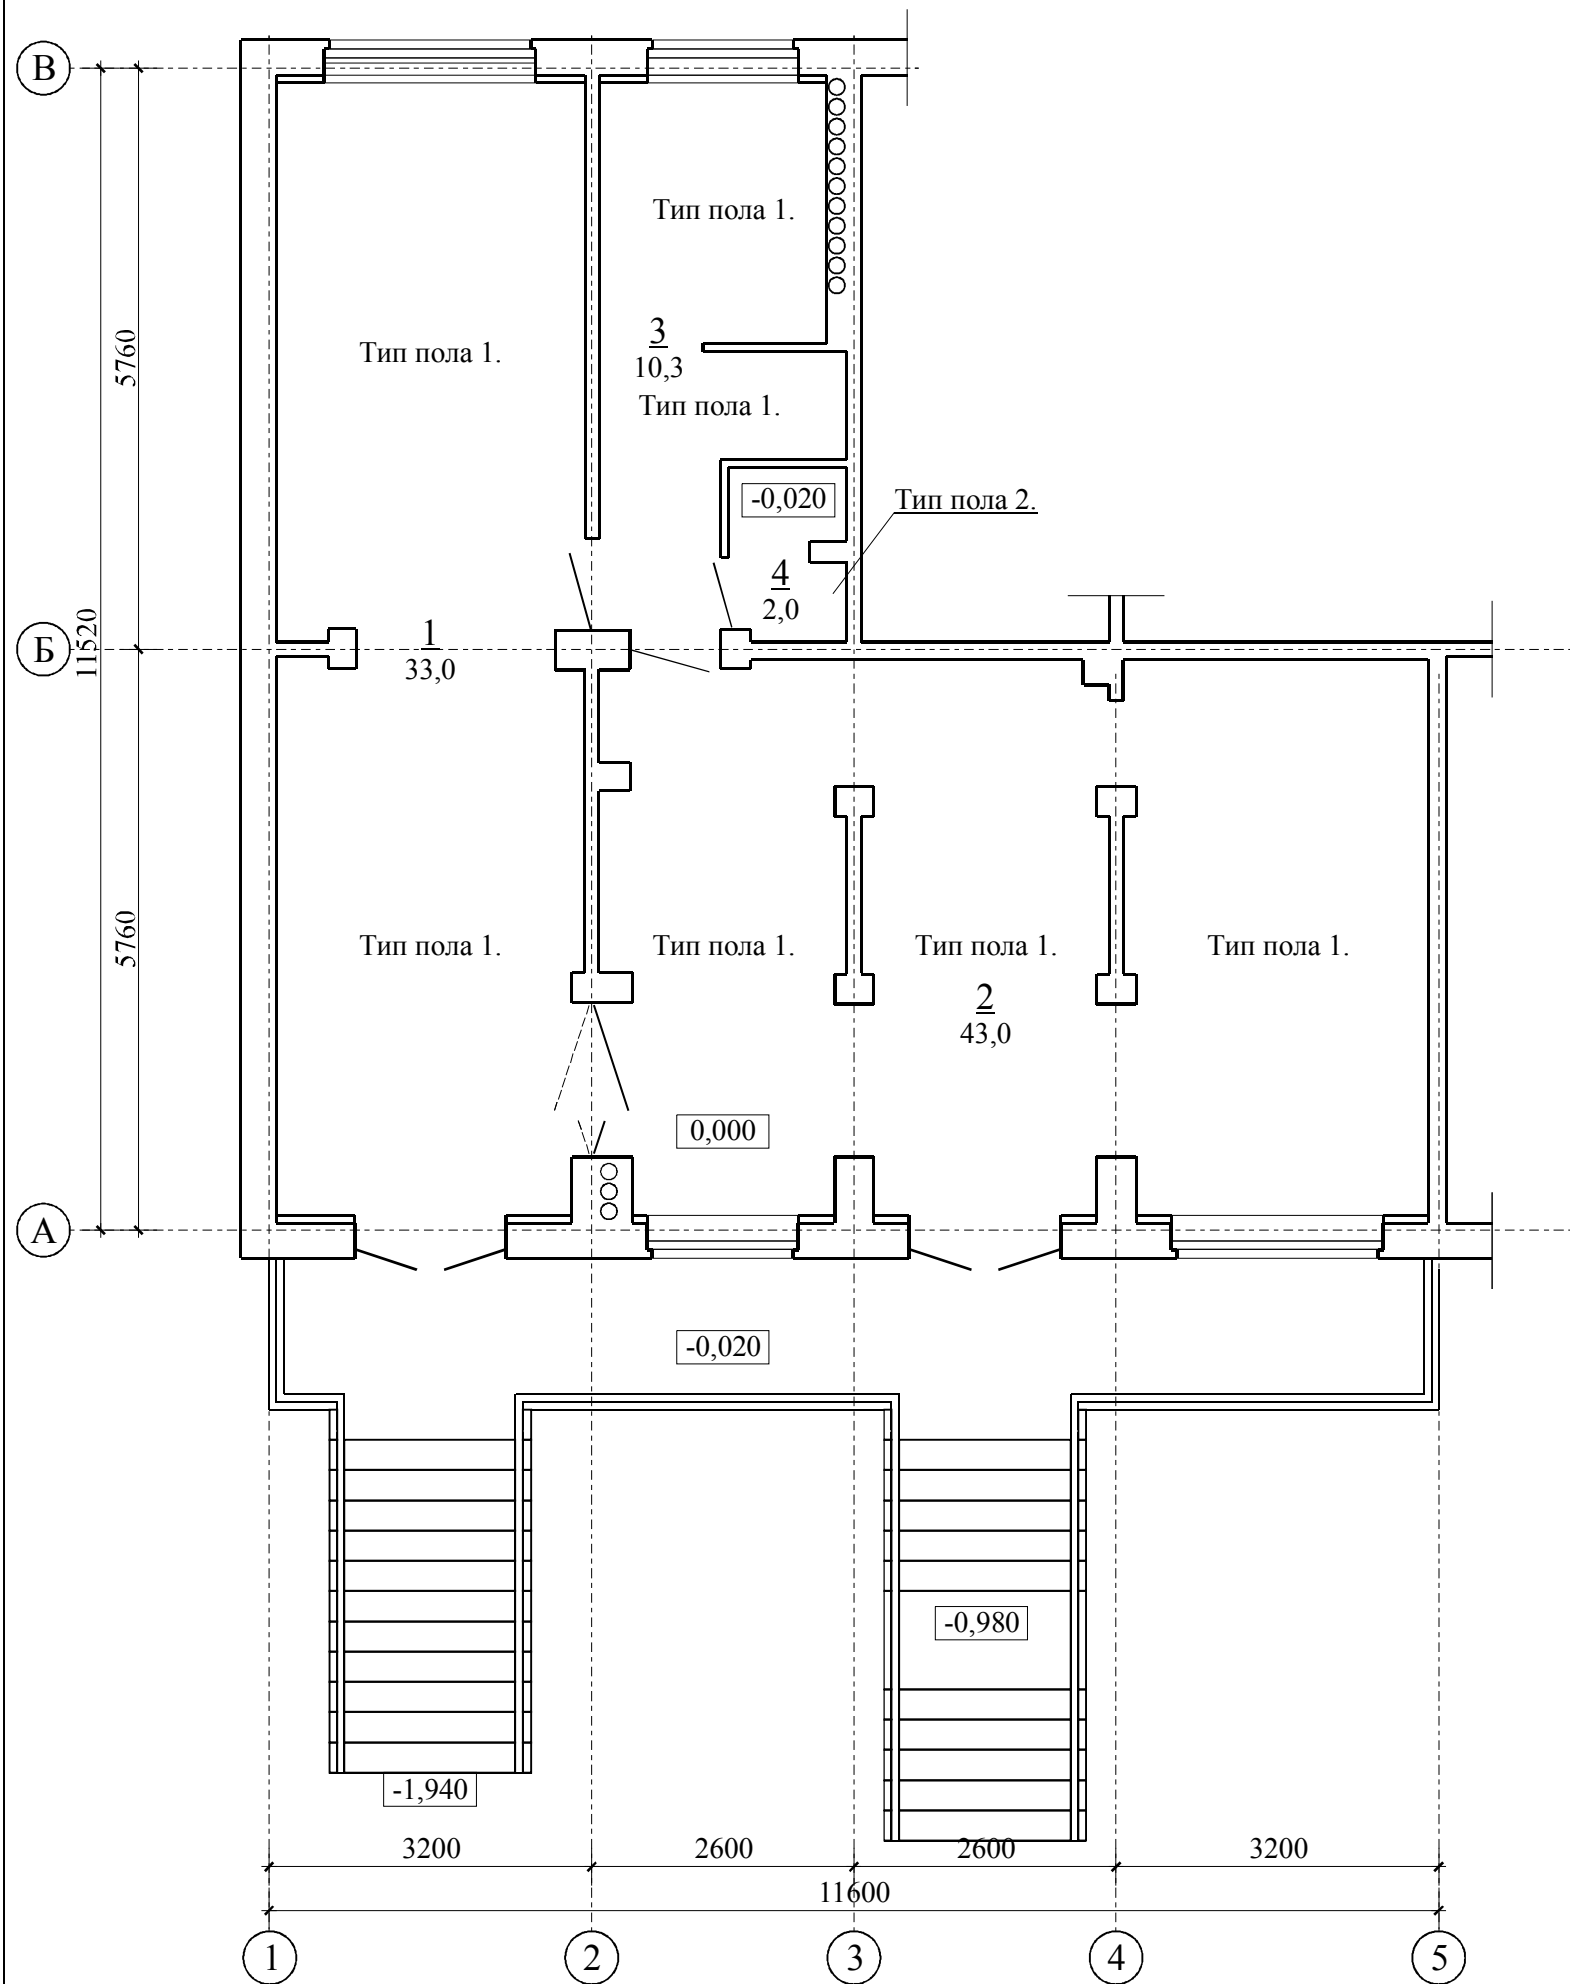 В
Тип пола 1.
5760
3
10,3
Тип пола 1.
Тип пола 1.
-0,020
Тип пола 2.
4
2,0
Б
11520
1
33,0
5760
Тип пола 1.
Тип пола 1.
Тип пола 1.
Тип пола 1.
2
43,0
0,000
А
-0,020
-0,980
-1,940
3200
2600
2600
3200
11600
1
2
3
4
5